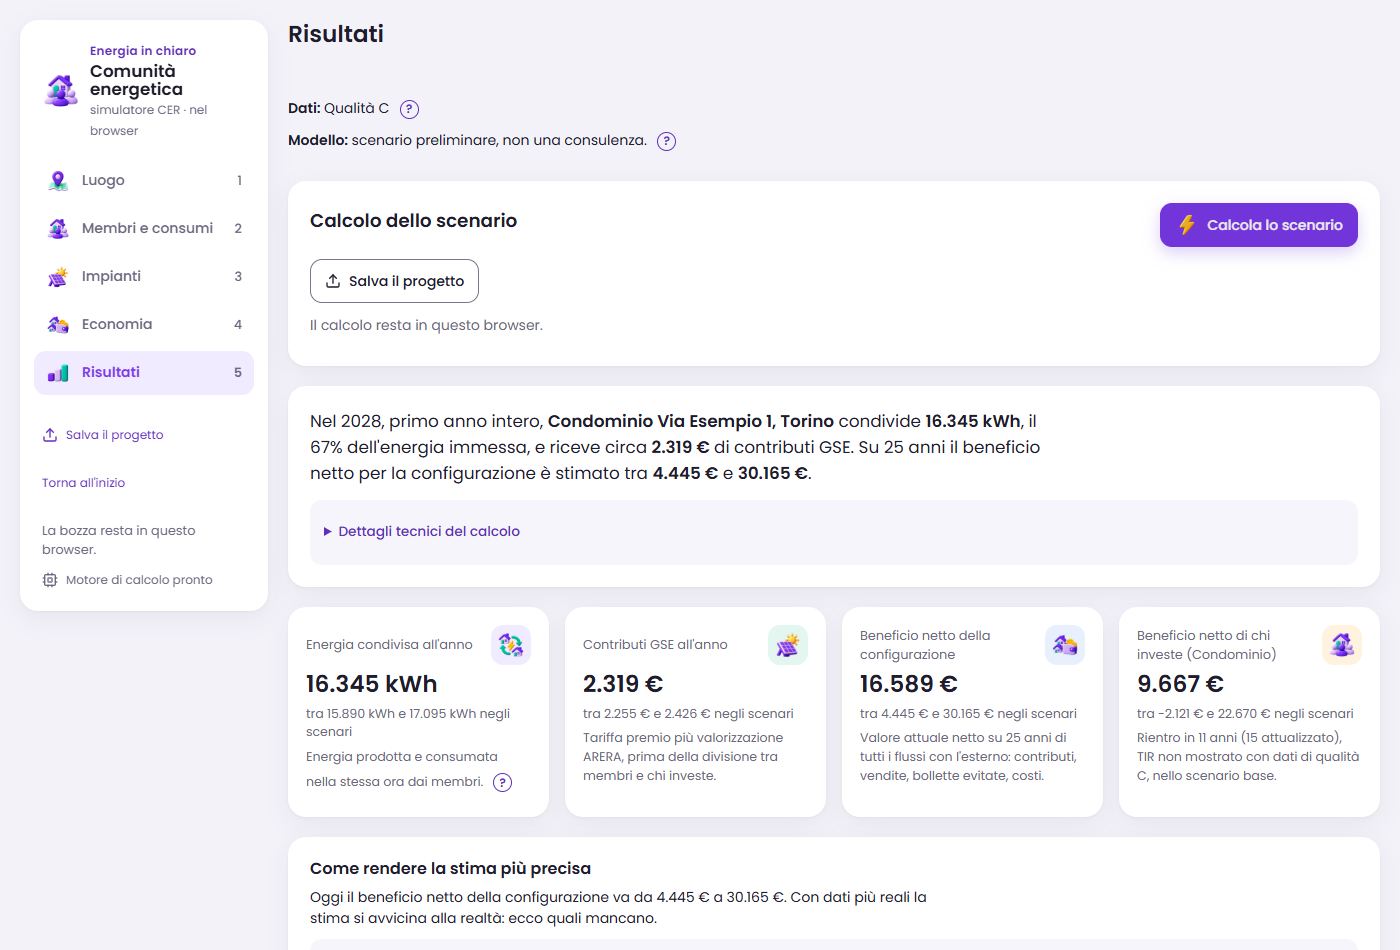 Energia in chiaro
Comunità
energetica
simulatore CER · nel
browser
Luogo 1
Membri e consumi 2
Impianti 3
Economia 4
Risultati 5
Salva il progetto
Torna all'inizio
La bozza resta in questo
browser.
Motore di calcolo pronto
Risultati
Dati: Qualità C ?
Modello: scenario preliminare, non una consulenza. ?
Calcolo dello scenario
Calcola lo scenario
Salva il progetto
Il calcolo resta in questo browser.
Nel 2028, primo anno intero, Condominio Via Esempio 1, Torino condivide 16.345 kWh, il
67% dell'energia immessa, e riceve circa 2.319 € di contributi GSE. Su 25 anni il beneficio
netto per la configurazione è stimato tra 4.445 € e 30.165 €.
Dettagli tecnici del calcolo
Energia condivisa all'anno
16.345 kWh
tra 15.890 kWh e 17.095 kWh negli
scenari
Energia prodotta e consumata
nella stessa ora dai membri. ?
Contributi GSE all'anno
2.319 €
tra 2.255 € e 2.426 € negli scenari
Tariffa premio più valorizzazione
ARERA, prima della divisione tra
membri e chi investe.
Beneficio netto della
configurazione
16.589 €
tra 4.445 € e 30.165 € negli scenari
Valore attuale netto su 25 anni di
tutti i flussi con l'esterno: contributi,
vendite, bollette evitate, costi.
Beneficio netto di chi
investe (Condominio)
9.667 €
tra -2.121 € e 22.670 € negli scenari
Rientro in 11 anni (15 attualizzato),
TIR non mostrato con dati di qualità
C, nello scenario base.
Come rendere la stima più precisa
Oggi il beneficio netto della configurazione va da 4.445 € a 30.165 €. Con dati più reali la
stima si avvicina alla realtà: ecco quali mancano.